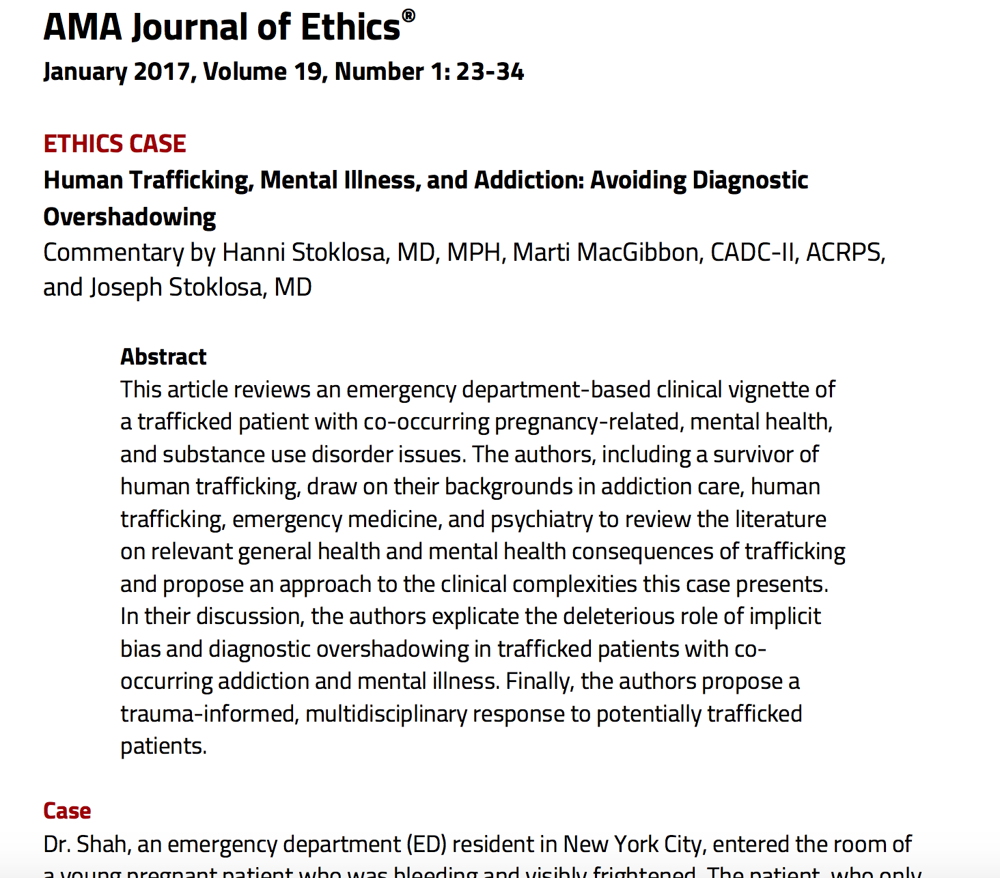 AMA Journal of Ethics®
January 2017, Volume 19, Number 1: 23-34
ETHICS CASE
Human Trafficking, Mental Illness, and Addiction: Avoiding Diagnostic
Overshadowing
Commentary by Hanni Stoklosa, MD, MPH, Marti MacGibbon, CADC-II, ACRPS,
and Joseph Stoklosa, MD
Abstract
This article reviews an emergency department-based clinical vignette of
a trafficked patient with co-occurring pregnancy-related, mental health,
and substance use disorder issues. The authors, including a survivor of
human trafficking, draw on their backgrounds in addiction care, human
trafficking, emergency medicine, and psychiatry to review the literature
on relevant general health and mental health consequences of trafficking
and propose an approach to the clinical complexities this case presents.
In their discussion, the authors explicate the deleterious role of implicit
bias and diagnostic overshadowing in trafficked patients with co-
occurring addiction and mental illness. Finally, the authors propose a
trauma-informed, multidisciplinary response to potentially trafficked
patients.
Case
Dr. Shah, an emergency department (ED) resident in New York City, entered the room of
a young pregnant patient who was bleeding and visibly frightened. The patient, who only